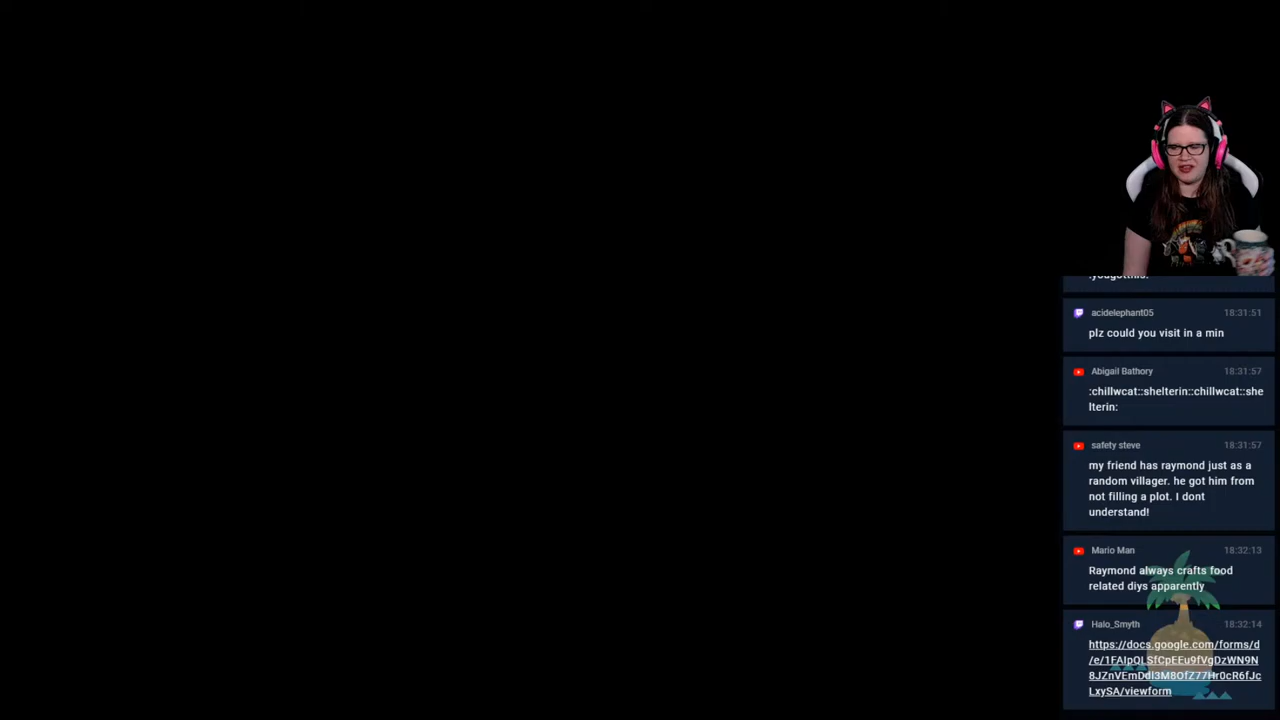 :yougotthis:
acidelephant05 18:31:51
plz could you visit in a min
Abigail Bathory 18:31:57
:chillwcat::shelterin::chillwcat::she
lterin:
safety steve 18:31:57
my friend has raymond just as a
random villager. he got him from
not filling a plot. I dont
understand!
Mario Man 18:32:13
Raymond always crafts food
related diys apparently
Halo_Smyth 18:32:14
https://docs.google.com/forms/d
/e/1FAIpQLSfCpEEu9fVgDzWN9N
8JZnVEmDdl3M8OfZ77Hr0cR6fJc
LxySA/viewform